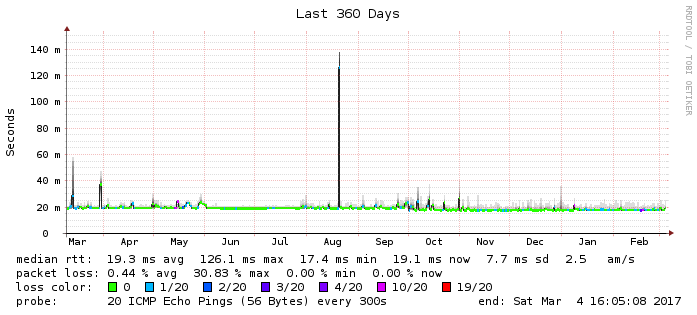 Last 360 Days
RRDTOOL / TOBI OETIKER
Seconds
140 m
120 m
100 m
80 m
60 m
40 m
20 m
0
Mar Apr May Jun Jul Aug Sep Oct Nov Dec Jan Feb
median rtt: 19.3 ms avg 126.1 ms max 17.4 ms min 19.1 ms now 7.7 ms sd 2.5 am/s
packet loss: 0.44 % avg 30.83 % max 0.00 % min 0.00 % now
loss color: 0 1/20 2/20 3/20 4/20 10/20 19/20
probe: 20 ICMP Echo Pings (56 Bytes) every 300s end: Sat Mar 4 16:05:08 2017